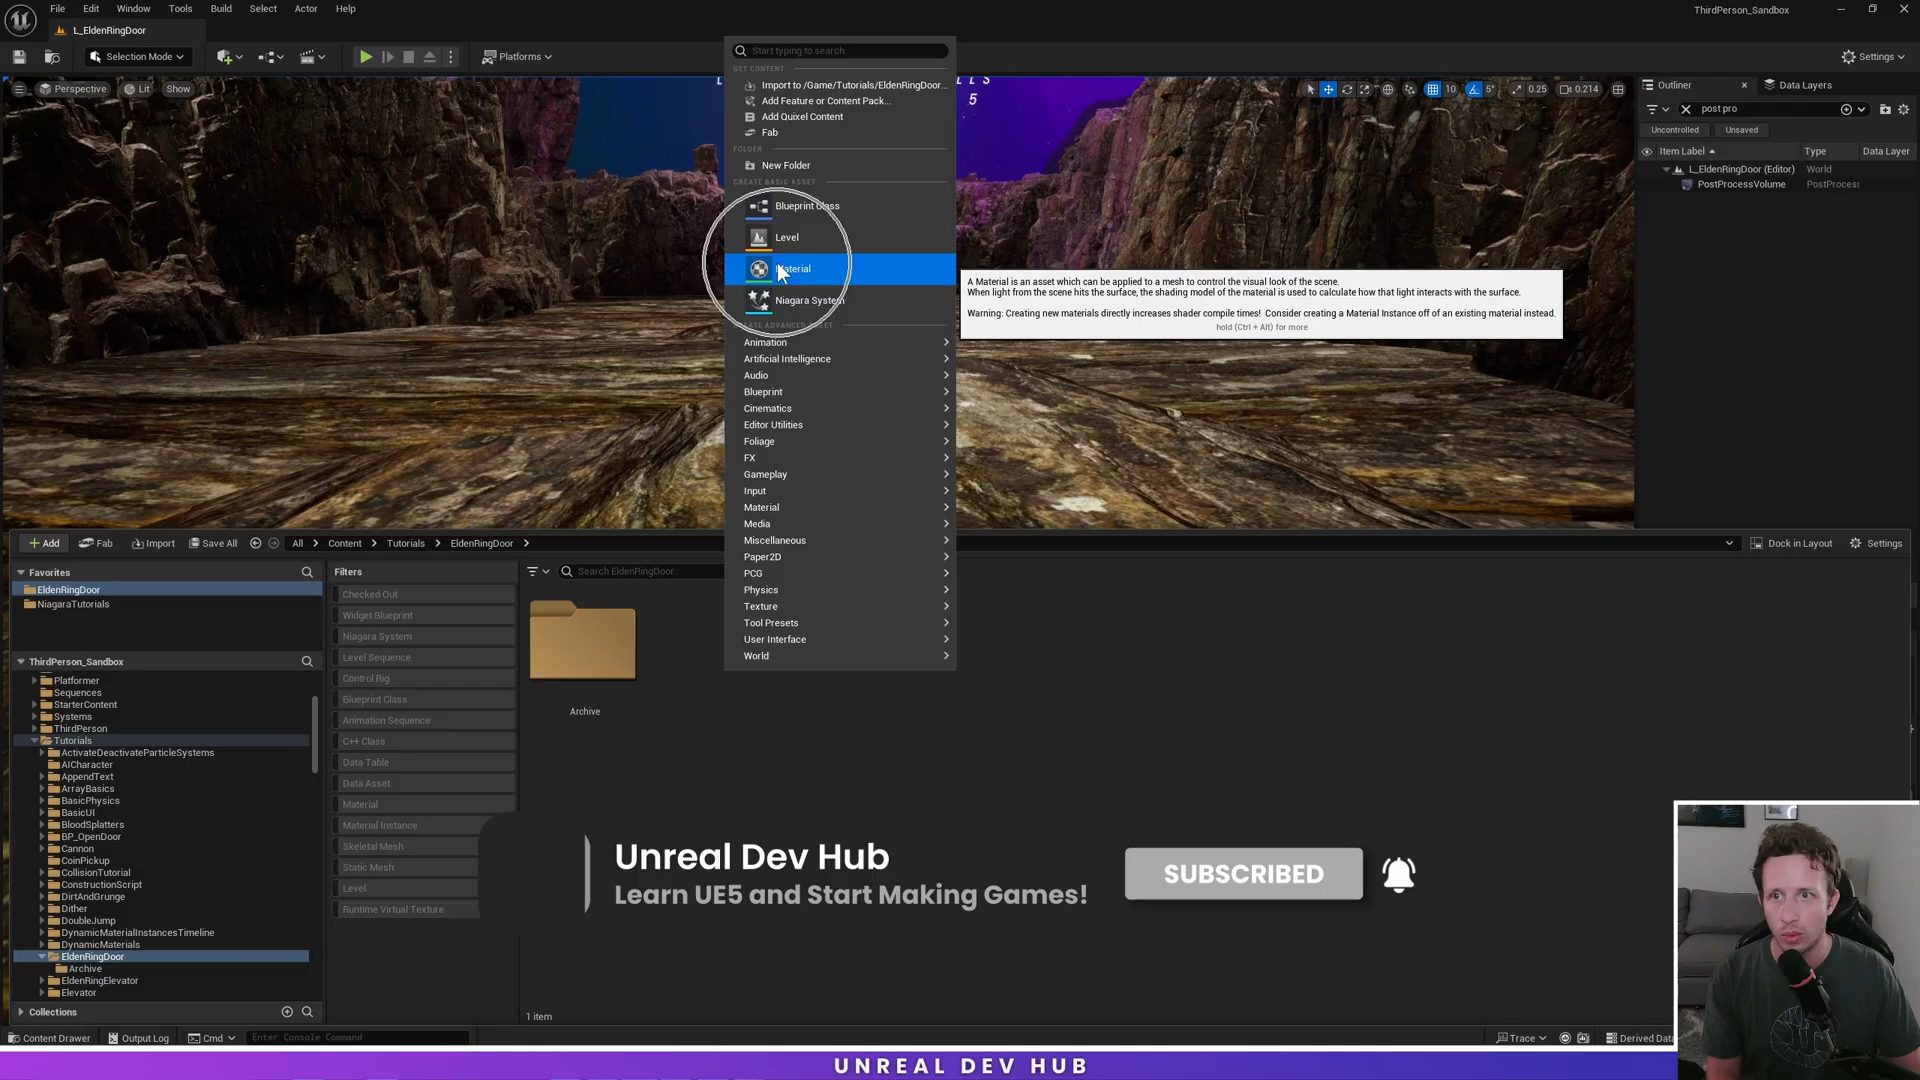 File Edit Window Tools Build Select Actor Help
ThirdPerson_Sandbox
L_EldenRingDoor
Selection Mode
Platforms
Settings
Perspective
Lit
Show
5
10
5°
0.25
0.214
Start typing to search
GET CONTENT
Import to /Game/Tutorials/EldenRingDoor...
Add Feature or Content Pack...
Add Quixel Content
Fab
FOLDER
New Folder
CREATE BASIC ASSET
Blueprint Class
Level
Material
Niagara System
CREATE ADVANCED ASSET
Animation
Artificial Intelligence
Audio
Blueprint
Cinematics
Editor Utilities
Foliage
FX
Gameplay
Input
Material
Media
Miscellaneous
Paper2D
PCG
Physics
Texture
Tool Presets
User Interface
World
A Material is an asset which can be applied to a mesh to control the visual look of the scene.
When light from the scene hits the surface, the shading model of the material is used to calculate how that light interacts with the surface.
Warning: Creating new materials directly increases shader compile times! Consider creating a Material Instance off of an existing material instead.
hold (Ctrl + Alt) for more
Outliner
Data Layers
post pro
Uncontrolled
Unsaved
Item Label
Type
Data Layer
L_EldenRingDoor (Editor)
World
PostProcessVolume
PostProces
Add
Fab
Import
Save All
All
Content
Tutorials
EldenRingDoor
Dock in Layout
Settings
Favorites
EldenRingDoor
NiagaraTutorials
ThirdPerson_Sandbox
Platformer
Sequences
StarterContent
Systems
ThirdPerson
Tutorials
ActivateDeactivateParticleSystems
AICharacter
AppendText
ArrayBasics
BasicPhysics
BasicUI
BloodSplatters
BP_OpenDoor
Cannon
CoinPickup
CollisionTutorial
ConstructionScript
DirtAndGrunge
Dither
DoubleJump
DynamicMaterialInstancesTimeline
DynamicMaterials
EldenRingDoor
Archive
EldenRingElevator
Elevator
Collections
Filters
Checked Out
Widget Blueprint
Niagara System
Level Sequence
Control Rig
Blueprint Class
Animation Sequence
C++ Class
Data Table
Data Asset
Material
Material Instance
Skeletal Mesh
Static Mesh
Level
Runtime Virtual Texture
Search EldenRingDoor
Archive
1 item
Unreal Dev Hub
Learn UE5 and Start Making Games!
SUBSCRIBED
Content Drawer
Output Log
Cmd
Enter Console Command
Trace
Derived Data
UNREAL DEV HUB